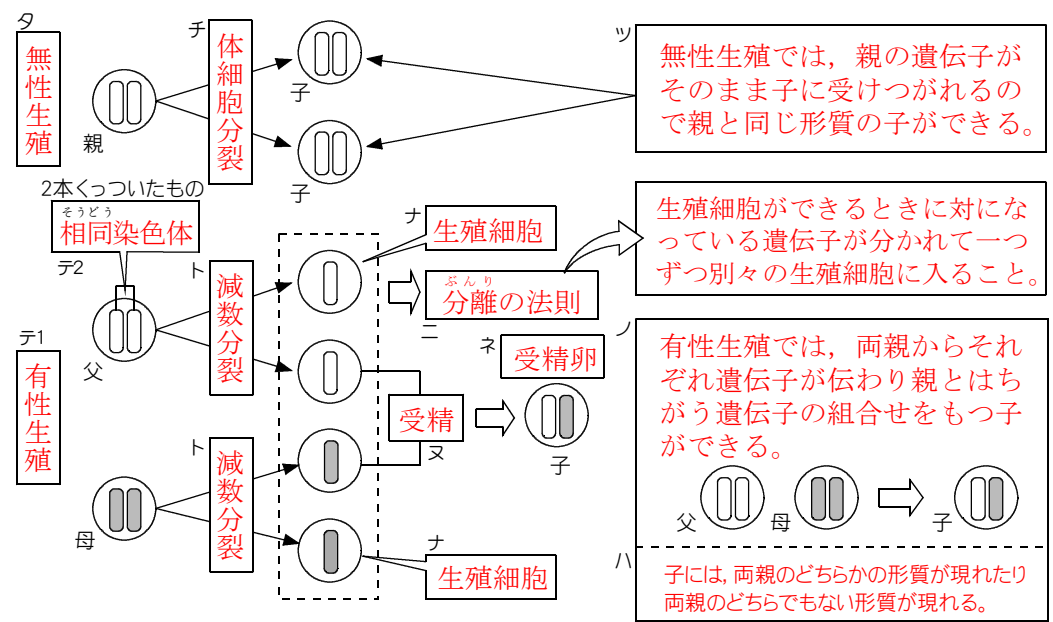 タ
無性生殖
親
チ
体細胞分裂
子
子
ツ
無性生殖では，親の遺伝子が
そのまま子に受けつがれるの
で親と同じ形質の子ができる。
2本くっついたもの
そうどう
相同染色体
テ2
テ1
有性生殖
父
母
ト
減数分裂
ト
減数分裂
ナ
生殖細胞
ぶんり
分離の法則
ニ
生殖細胞ができるときに対にな
っている遺伝子が分かれて一つ
ずつ別々の生殖細胞に入ること。
受精
ヌ
ネ
受精卵
子
ナ
生殖細胞
ノ
有性生殖では，両親からそれ
ぞれ遺伝子が伝わり親とはち
がう遺伝子の組合せをもつ子
ができる。
父
母
子
ハ
子には，両親のどちらかの形質が現れたり
両親のどちらでもない形質が現れる。